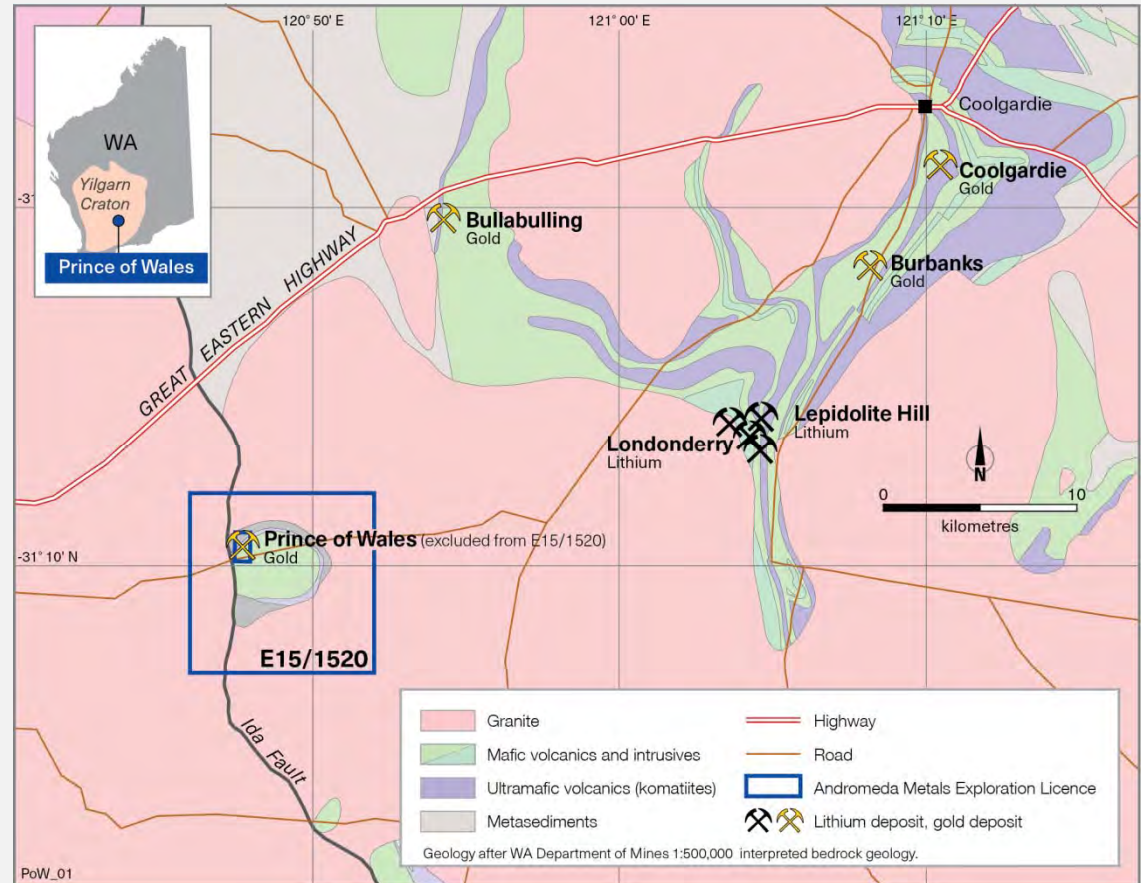 120° 50' E
121° 00' E
121° 10' E
WA
Yilgarn
Craton
Prince of Wales
Coolgardie
Coolgardie
Gold
-31°
Bullabulling
Gold
Burbanks
Gold
GREAT EASTERN HIGHWAY
Lepidolite Hill
Lithium
Londonderry
Lithium
N
0 10
kilometres
Prince of Wales (excluded from E15/1520)
Gold
-31° 10' N
E15/1520
Ida Fault
Granite
Mafic volcanics and intrusives
Ultramafic volcanics (komatiites)
Metasediments
Highway
Road
Andromeda Metals Exploration Licence
Lithium deposit, gold deposit
Geology after WA Department of Mines 1:500,000 interpreted bedrock geology.
PoW_01